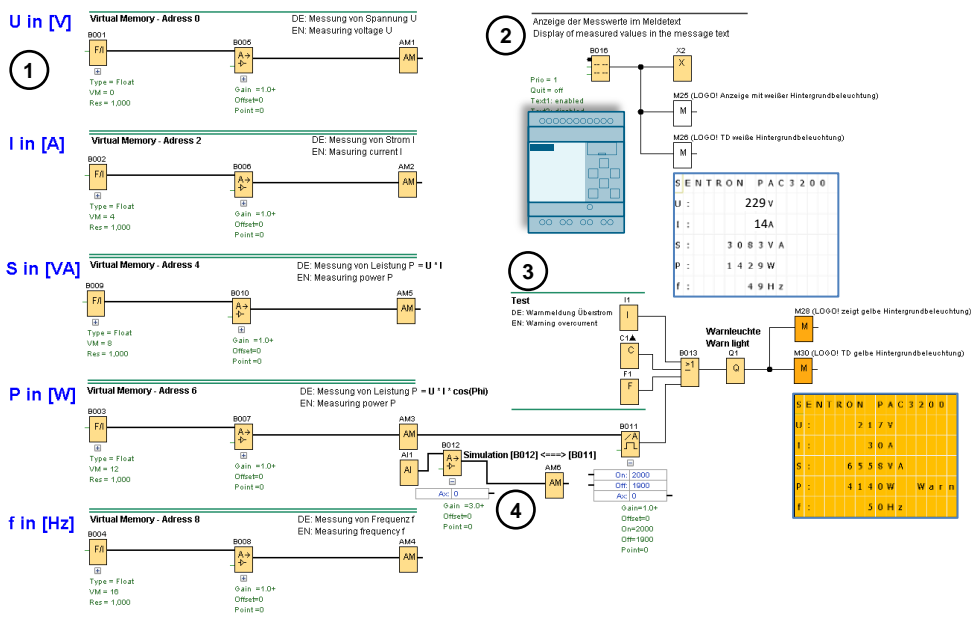 U in [V]
Virtual Memory - Adress 0
DE: Messung von Spannung U
EN: Measuring voltage U
1
B001
F/I
Type = Float
VM = 0
Res = 1,000
B005
A→
Gain =1.0+
Offset=0
Point=0
AM1
AM
I in [A]
Virtual Memory - Adress 2
DE: Messung von Strom I
EN: Masuring current I
B002
F/I
Type = Float
VM = 4
Res = 1,000
B006
A→
Gain =1.0+
Offset=0
Point=0
AM2
AM
S in [VA]
Virtual Memory - Adress 4
DE: Messung von Leistung P = U * I
EN: Measuring power P
B009
F/I
Type = Float
VM = 8
Res = 1,000
B010
A→
Gain =1.0+
Offset=0
Point=0
AM5
AM
P in [W]
Virtual Memory - Adress 6
DE: Messung von Leistung P = U * I * cos(Phi)
EN: Measuring power P
B003
F/I
Type = Float
VM = 12
Res = 1,000
B007
A→
Gain =1.0+
Offset=0
Point=0
AM3
AM
AI1
AI
B012
A→
Simulation [B012] <===> [B011]
Ax: 0
Gain =3.0+
Offset=0
Point=0
AM6
AM
4
B011
/A
On: 2000
Off: 1900
Ax: 0
Gain=1.0+
Offset=0
On=2000
Off=1900
Point=0
f in [Hz]
Virtual Memory - Adress 8
DE: Messung von Frequenz f
EN: Measuring frequency f
B004
F/I
Type = Float
VM = 16
Res = 1,000
B008
A→
Gain =1.0+
Offset=0
Point=0
AM4
AM
2
Anzeige der Messwerte im Meldetext
Display of measured values in the message text
B016
Prio = 1
Quit = off
Text1: enabled
X2
X
M25 (LOGO! Anzeige mit weißer Hintergrundbeleuchtung)
M
M26 (LOGO! TD weiße Hintergrundbeleuchtung)
M
SENTRON PAC3200
U: 229V
I: 14A
S: 3083VA
P: 1429W
f: 49Hz
3
Test
DE: Warnmeldung Überstrom
EN: Warning overcurrent
I1
I
C1▲
C
F1
F
B013
≥1
Warnleuchte
Warn light
Q1
Q
M28 (LOGO! zeigt gelbe Hintergrundbeleuchtung)
M
M30 (LOGO! TD gelbe Hintergrundbeleuchtung)
M
SENTRON PAC3200
U: 217V
I: 30A
S: 6558VA
P: 4140W Warn
f: 50Hz